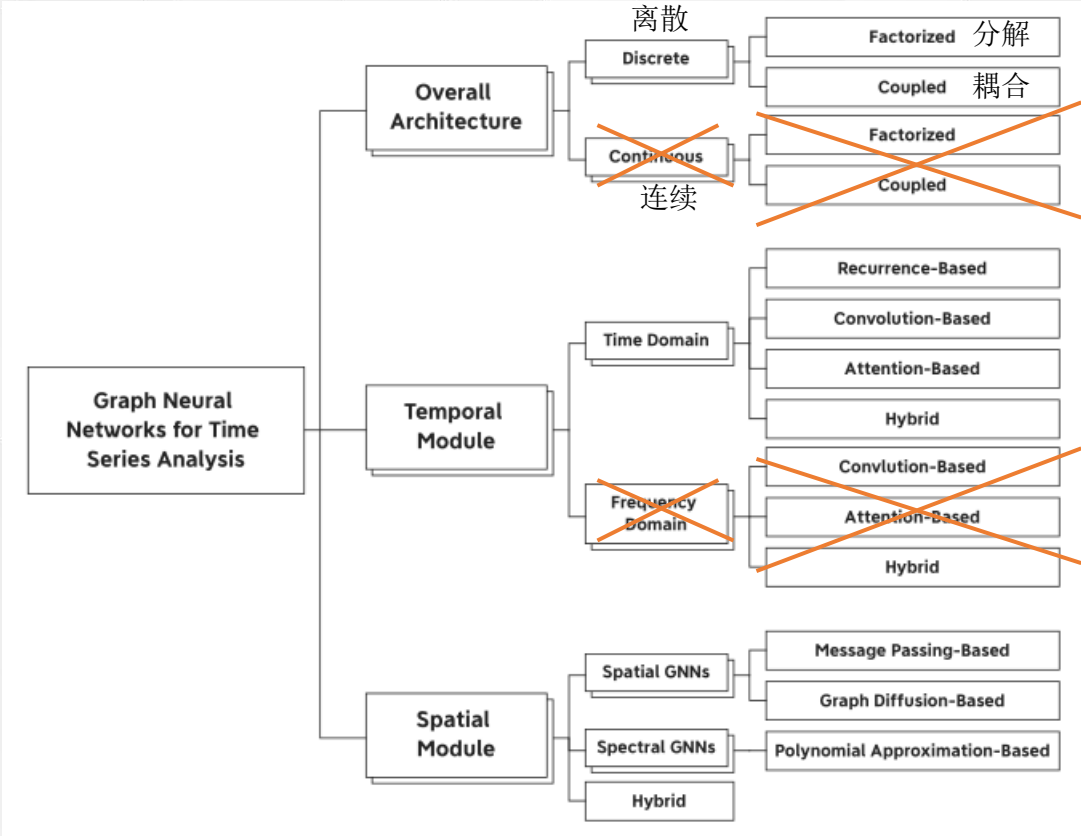 离散
Factorized 分解
Overall
Architecture
Discrete
Coupled 耦合
Continuous
Factorized
Coupled
连续
Recurrence-Based
Time Domain
Convolution-Based
Attention-Based
Graph Neural
Networks for Time
Series Analysis
Temporal
Module
Hybrid
Frequency
Domain
Convlution-Based
Attention-Based
Hybrid
Spatial GNNs
Message Passing-Based
Graph Diffusion-Based
Spatial
Module
Spectral GNNs
Polynomial Approximation-Based
Hybrid